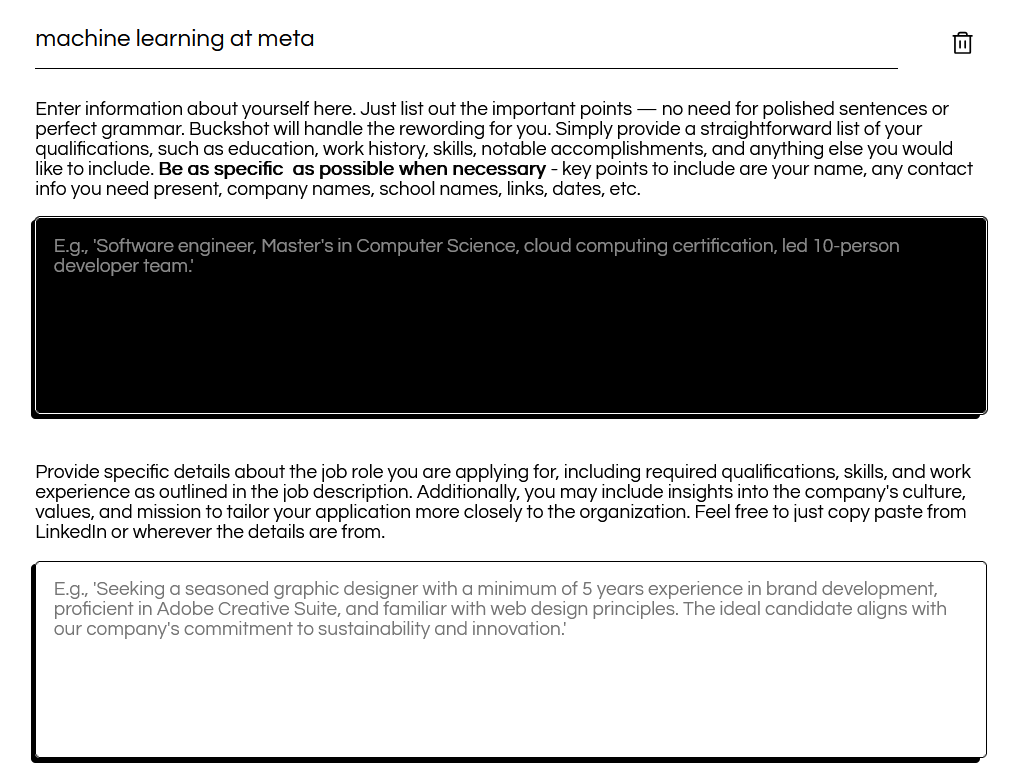 machine learning at meta
Enter information about yourself here. Just list out the important points — no need for polished sentences or
perfect grammar. Buckshot will handle the rewording for you. Simply provide a straightforward list of your
qualifications, such as education, work history, skills, notable accomplishments, and anything else you would
like to include. Be as specific  as possible when necessary - key points to include are your name, any contact
info you need present, company names, school names, links, dates, etc.
E.g., 'Software engineer, Master's in Computer Science, cloud computing certification, led 10-person
developer team.'
Provide specific details about the job role you are applying for, including required qualifications, skills, and work
experience as outlined in the job description. Additionally, you may include insights into the company's culture,
values, and mission to tailor your application more closely to the organization. Feel free to just copy paste from
LinkedIn or wherever the details are from.
E.g., 'Seeking a seasoned graphic designer with a minimum of 5 years experience in brand development,
proficient in Adobe Creative Suite, and familiar with web design principles. The ideal candidate aligns with
our company's commitment to sustainability and innovation.'